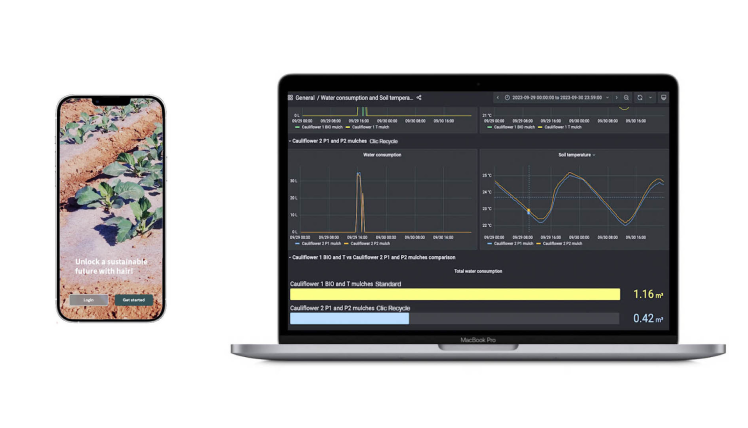 Unlock a sustainable
future with hair!
Login
Get started
General / Water consumption and Soil tempera...
2023-09-29 00:00:00 to 2023-09-30 23:59:00
0 L
09/29 00:00 09/29 08:00 09/29 16:00 09/30 00:00 09/30 08:00 09/30 16:00
Cauliflower 1 BIO mulch Cauliflower 1 T mulch
21 °C
09/29 00:00 09/29 08:00 09/29 16:00 09/30 00:00 09/30 08:00 09/30 16:00
Cauliflower 1 BIO mulch Cauliflower 1 T mulch
Cauliflower 2 P1 and P2 mulches Clic Recycle
Water consumption
30 L
20 L
10 L
0 L
09/29 00:00 09/29 08:00 09/29 16:00 09/30 00:00 09/30 08:00 09/30 16:00
Cauliflower 2 P1 mulch Cauliflower 2 P2 mulch
Soil temperature
25 °C
24 °C
23 °C
22 °C
09/29 00:00 09/29 08:00 09/29 16:00 09/30 00:00 09/30 08:00 09/30 16:00
Cauliflower 2 P1 mulch Cauliflower 2 P2 mulch
Cauliflower 1 BIO and T vs Cauliflower 2 P1 and P2 mulches comparison
Total water consumption
Cauliflower 1 BIO and T mulches Standard
1.16 m³
Cauliflower 2 P1 and P2 mulches Clic Recycle
0.42 m³
MacBook Pro